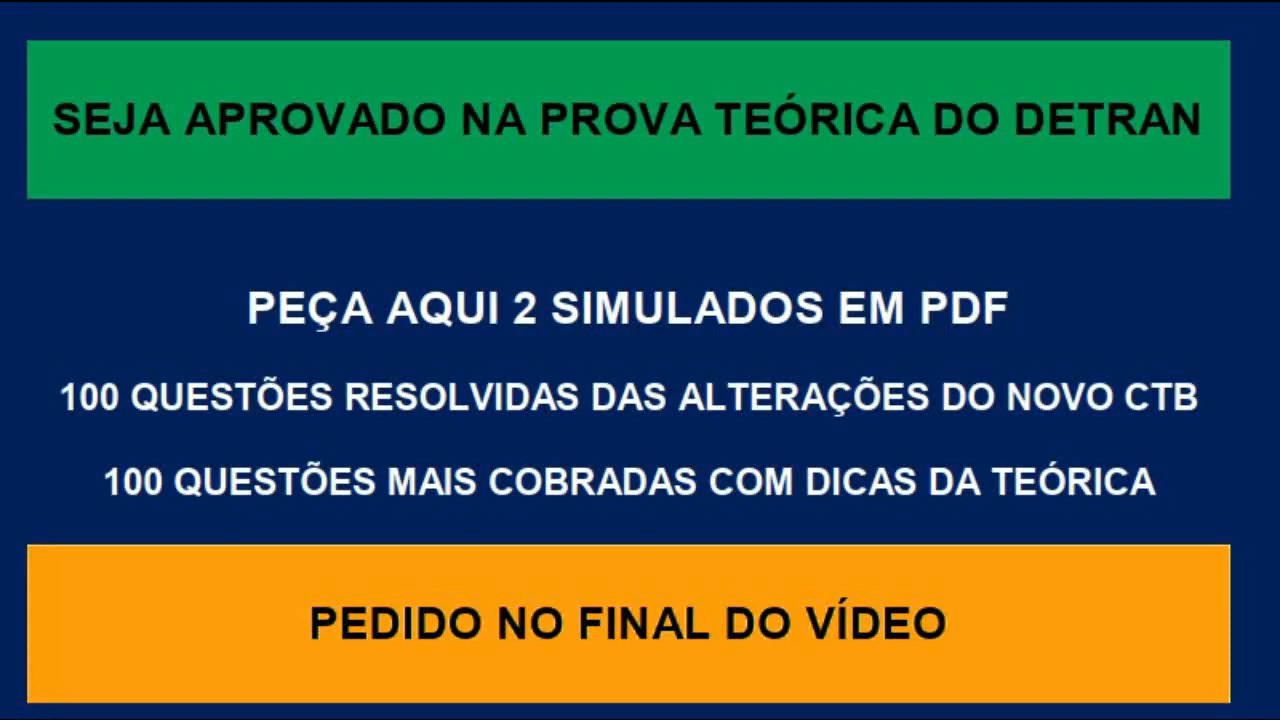 SEJA APROVADO NA PROVA TEÓRICA DO DETRAN
PEÇA AQUI 2 SIMULADOS EM PDF
100 QUESTÕES RESOLVIDAS DAS ALTERAÇÕES DO NOVO CTB
100 QUESTÕES MAIS COBRADAS COM DICAS DA TEÓRICA
PEDIDO NO FINAL DO VÍDEO